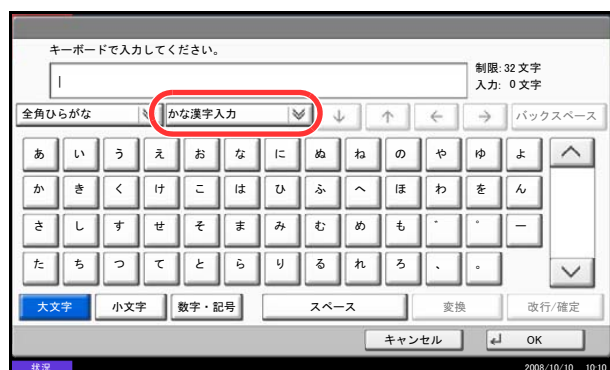 キーボードで入力してください。
制限: 32 文字
入力: 0 文字
全角ひらがな かな漢字入力 ↓ ↑ ← → バックスペース
あ い う え お な に ぬ ね の や ゆ よ
か き く け こ は ひ ふ へ ほ わ を ん
さ し す せ そ ま み む め も ゛ ゜ ー
た ち つ て と ら り る れ ろ 、 。
大文字 小文字 数字・記号 スペース 変換 改行/確定
キャンセル OK
状況 2008/10/10 10:10